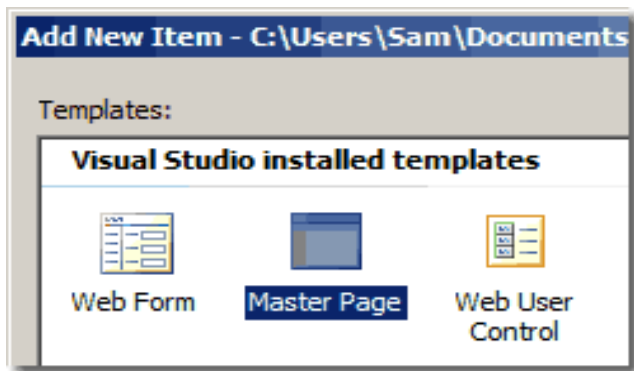 Add New Item - C:\Users\Sam\Documents
Templates:
Visual Studio installed templates
Web Form
Master Page
Web User
Control